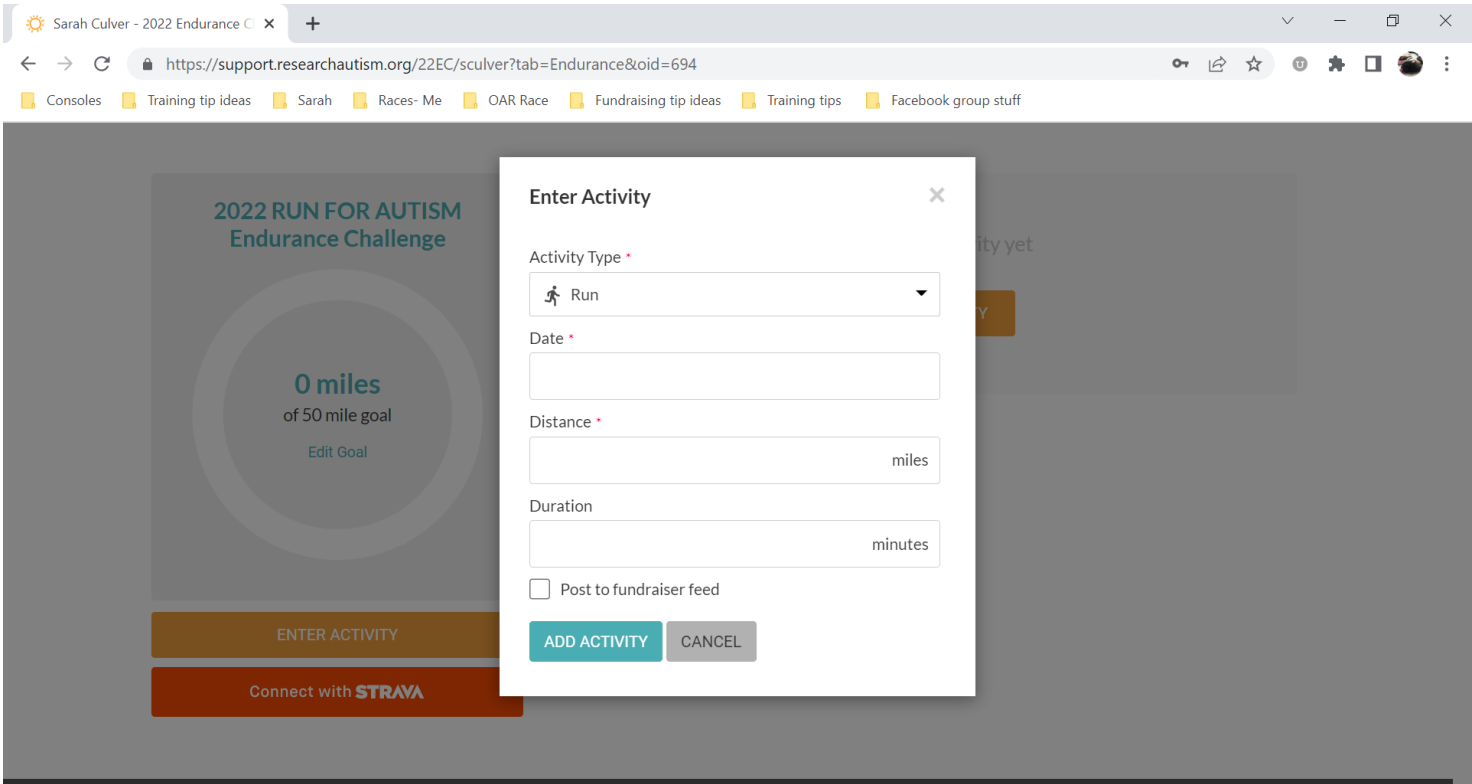 Sarah Culver - 2022 Endurance C
https://support.researchautism.org/22EC/sculver?tab=Endurance&oid=694
Consoles Training tip ideas Sarah Races- Me OAR Race Fundraising tip ideas Training tips Facebook group stuff
2022 RUN FOR AUTISM
Endurance Challenge
0 miles
of 50 mile goal
Edit Goal
ENTER ACTIVITY
Connect with STRAVA
Enter Activity
Activity Type *
Run
Date *
Distance *
miles
Duration
minutes
Post to fundraiser feed
ADD ACTIVITY CANCEL
ity yet
Y